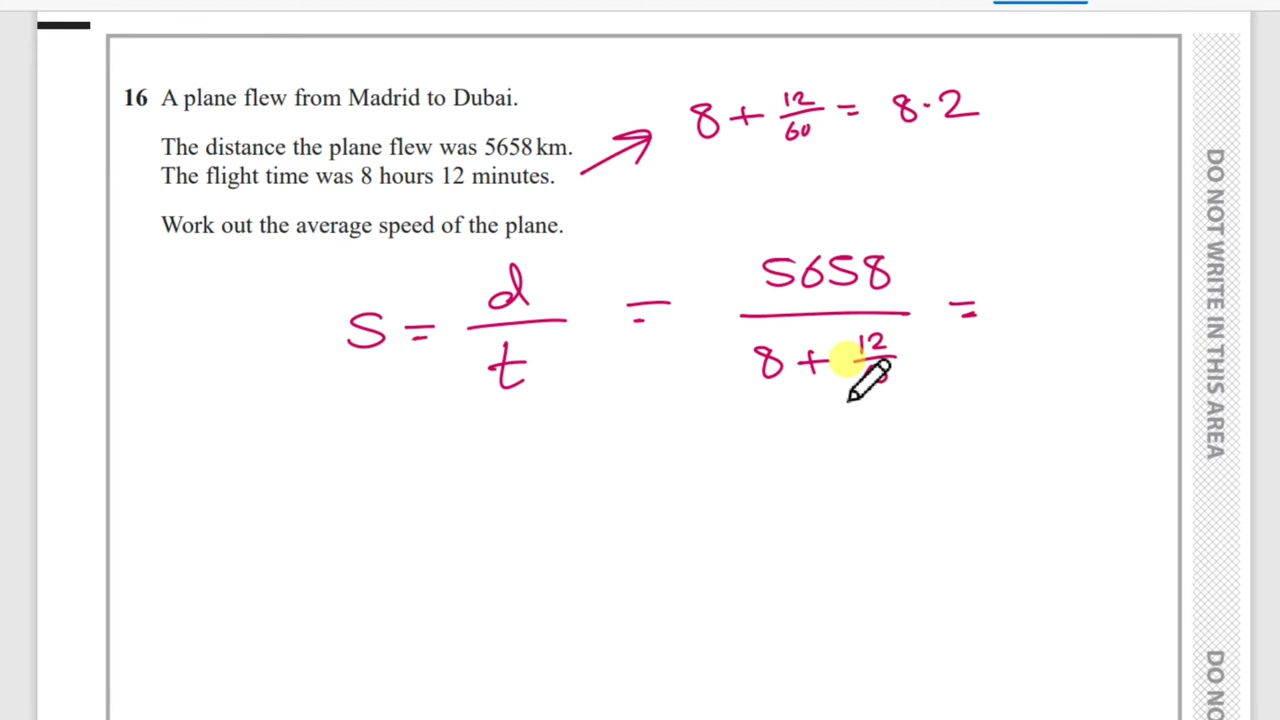 16 A plane flew from Madrid to Dubai.
8 + 12/60 = 8.2
The distance the plane flew was 5658 km.
The flight time was 8 hours 12 minutes.
Work out the average speed of the plane.
S = d/t = 5658 / 8 + 12/ =
DO NOT WRITE IN THIS AREA
DO NO